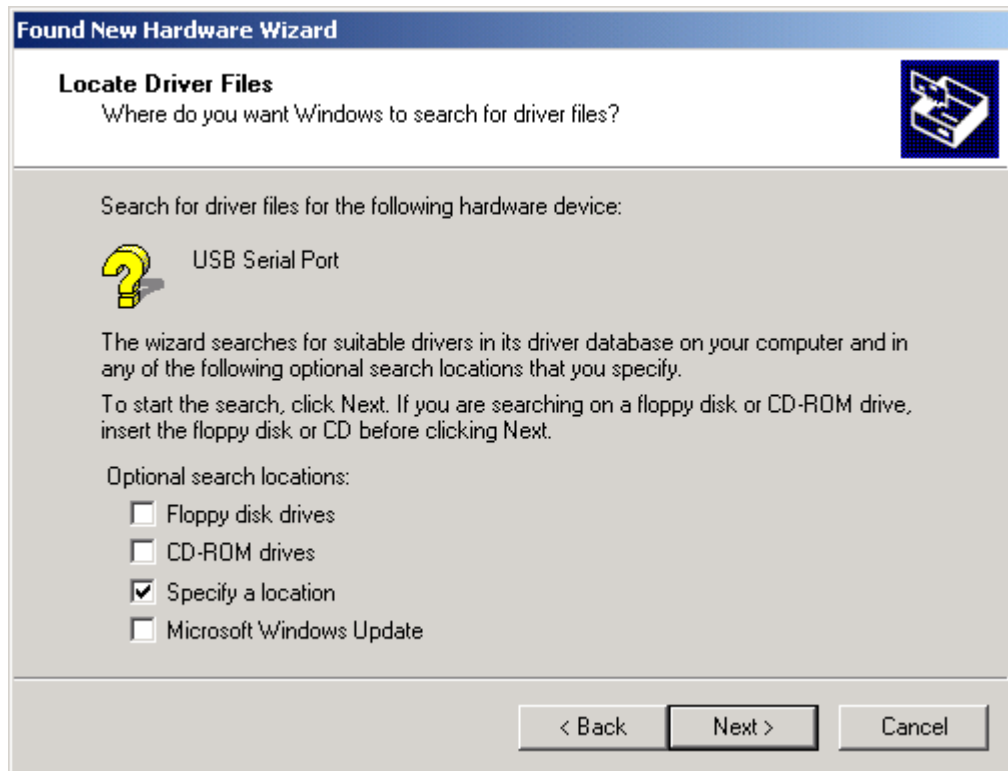 Found New Hardware Wizard
Locate Driver Files
Where do you want Windows to search for driver files?
Search for driver files for the following hardware device:
USB Serial Port
The wizard searches for suitable drivers in its driver database on your computer and in
any of the following optional search locations that you specify.
To start the search, click Next. If you are searching on a floppy disk or CD-ROM drive,
insert the floppy disk or CD before clicking Next.
Optional search locations:
Floppy disk drives
CD-ROM drives
Specify a location
Microsoft Windows Update
< Back
Next >
Cancel